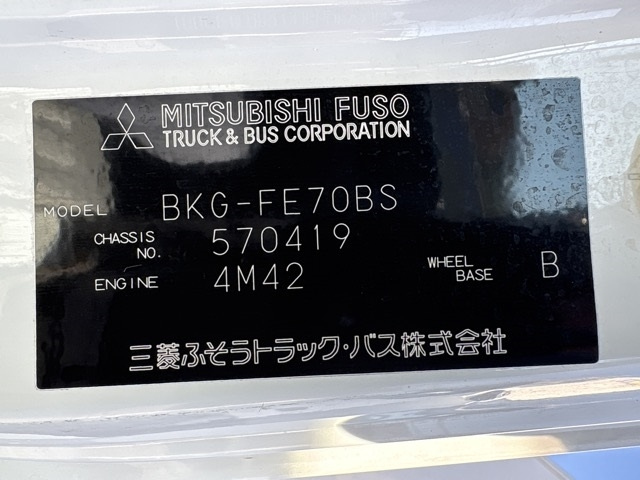 MITSUBISHI FUSO
TRUCK & BUS CORPORATION
MODEL BKG-FE70BS
CHASSIS NO. 570419
ENGINE 4M42 WHEEL BASE B
三菱ふそうトラック・バス株式会社